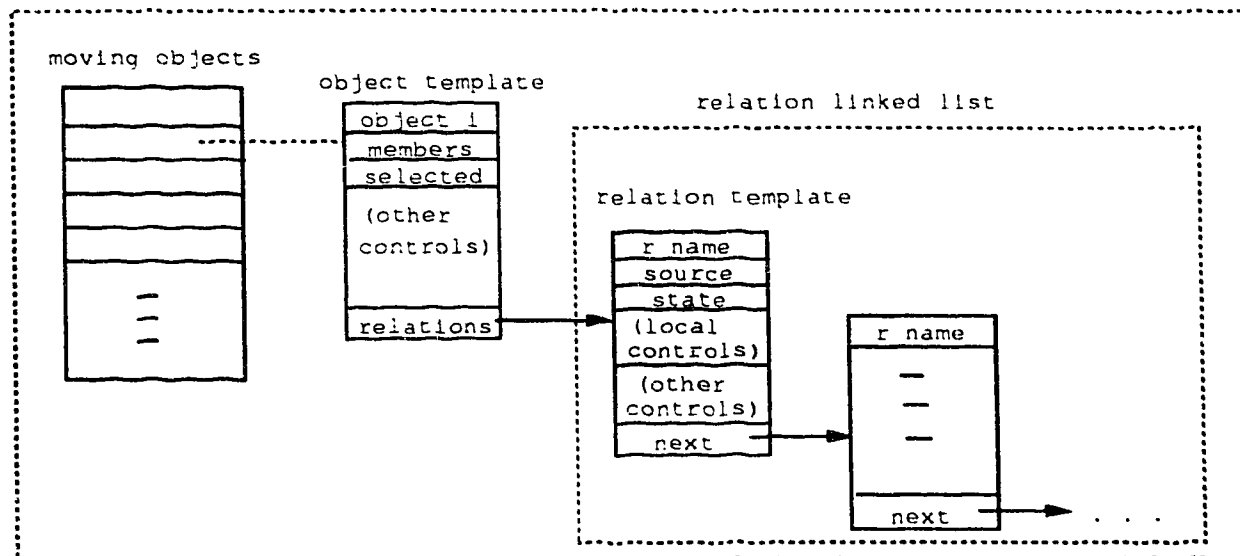 moving objects
object template
object i
members
selected
(other
controls)
relations
relation linked list
relation template
r name
source
state
(local
controls)
(other
controls)
next
r name
next
. . .